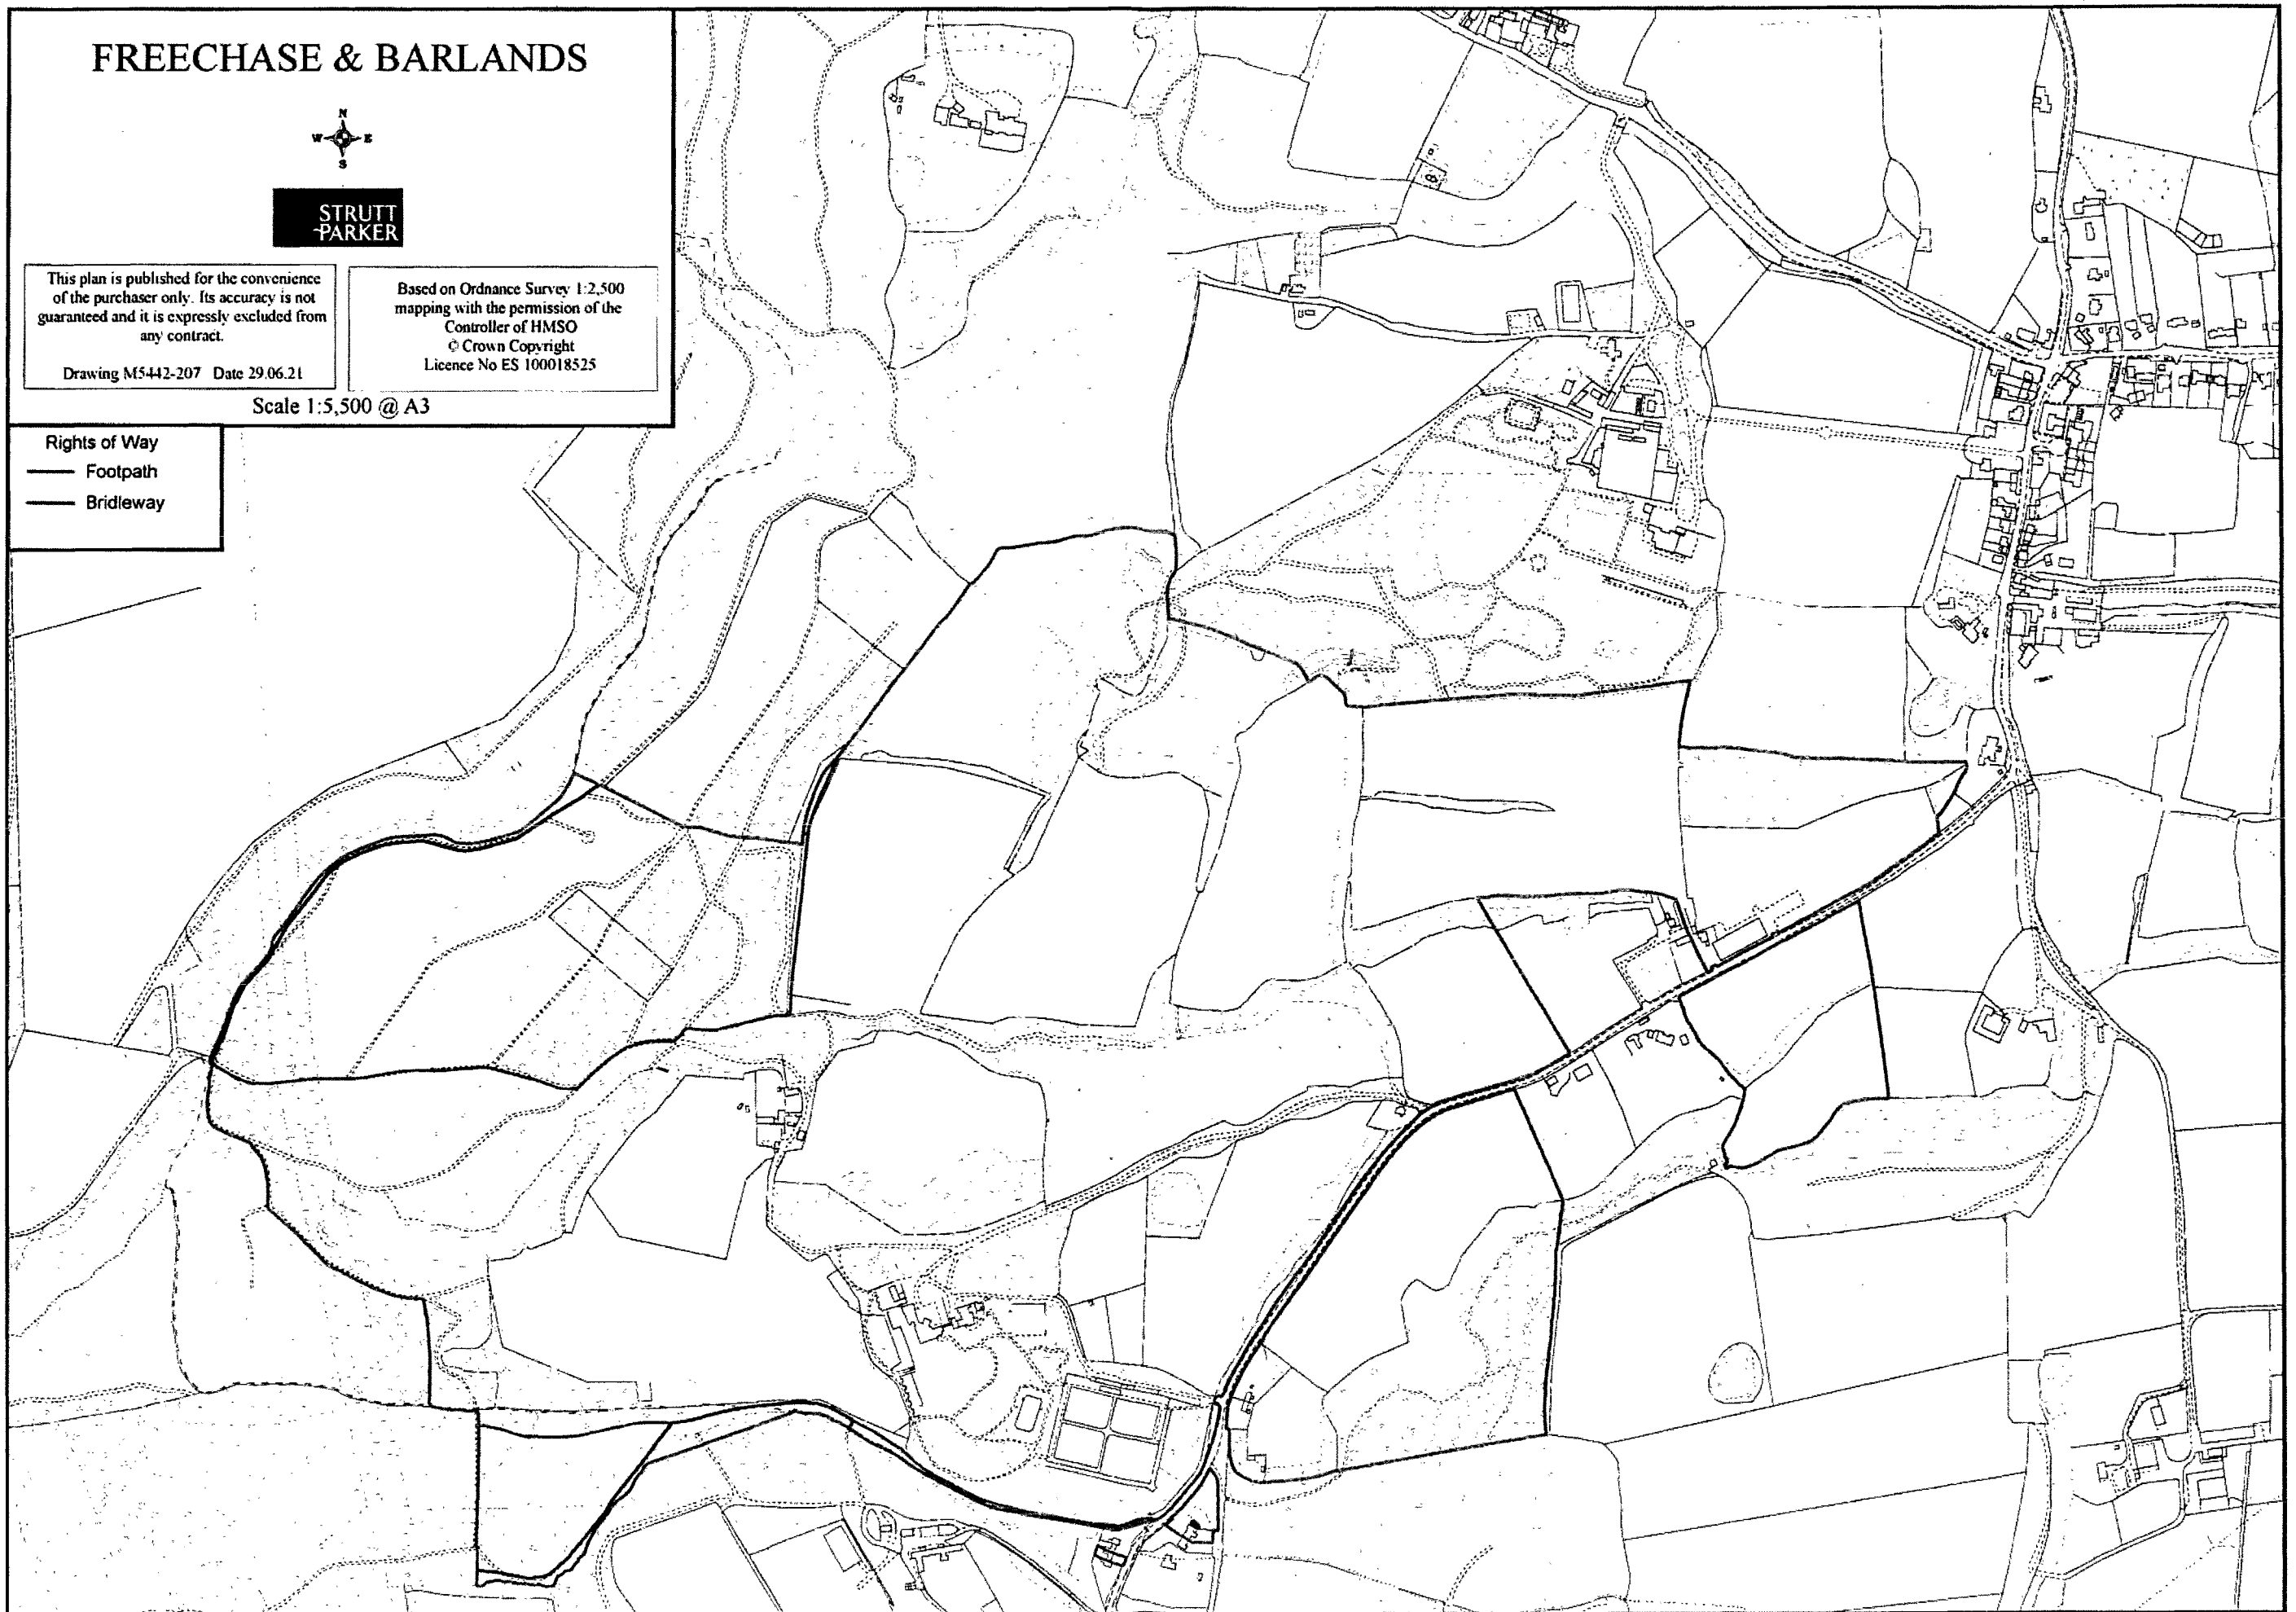 FREECHASE & BARLANDS
N
W E
S
STRUTT
-PARKER
This plan is published for the convenience
of the purchaser only. Its accuracy is not
guaranteed and it is expressly excluded from
any contract.
Drawing M5442-207 Date 29.06.21
Based on Ordnance Survey 1:2,500
mapping with the permission of the
Controller of HMSO
© Crown Copyright
Licence No ES 100018525
Scale 1:5,500 @ A3
Rights of Way
Footpath
Bridleway